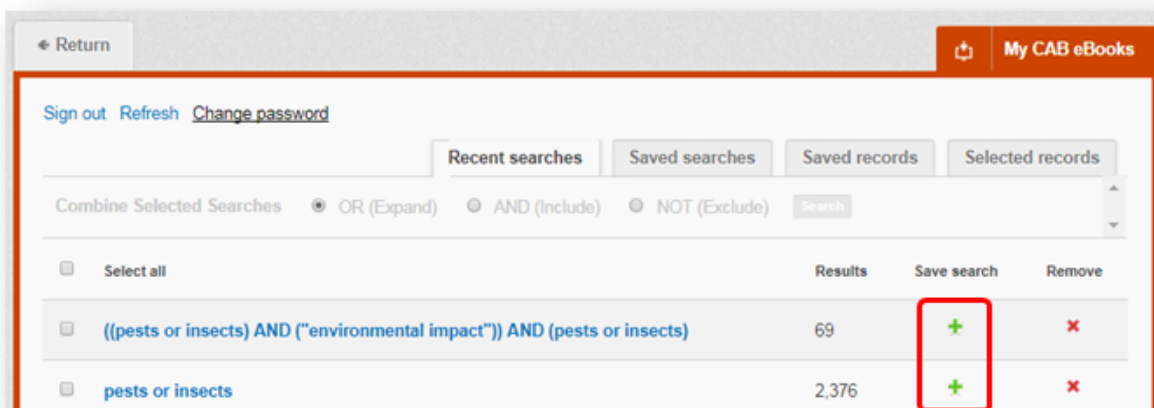 Return
My CAB eBooks
Sign out Refresh Change password
Recent searches Saved searches Saved records Selected records
Combine Selected Searches OR (Expand) AND (Include) NOT (Exclude) Search
Select all Results Save search Remove
((pests or insects) AND ("environmental impact")) AND (pests or insects) 69
pests or insects 2,376